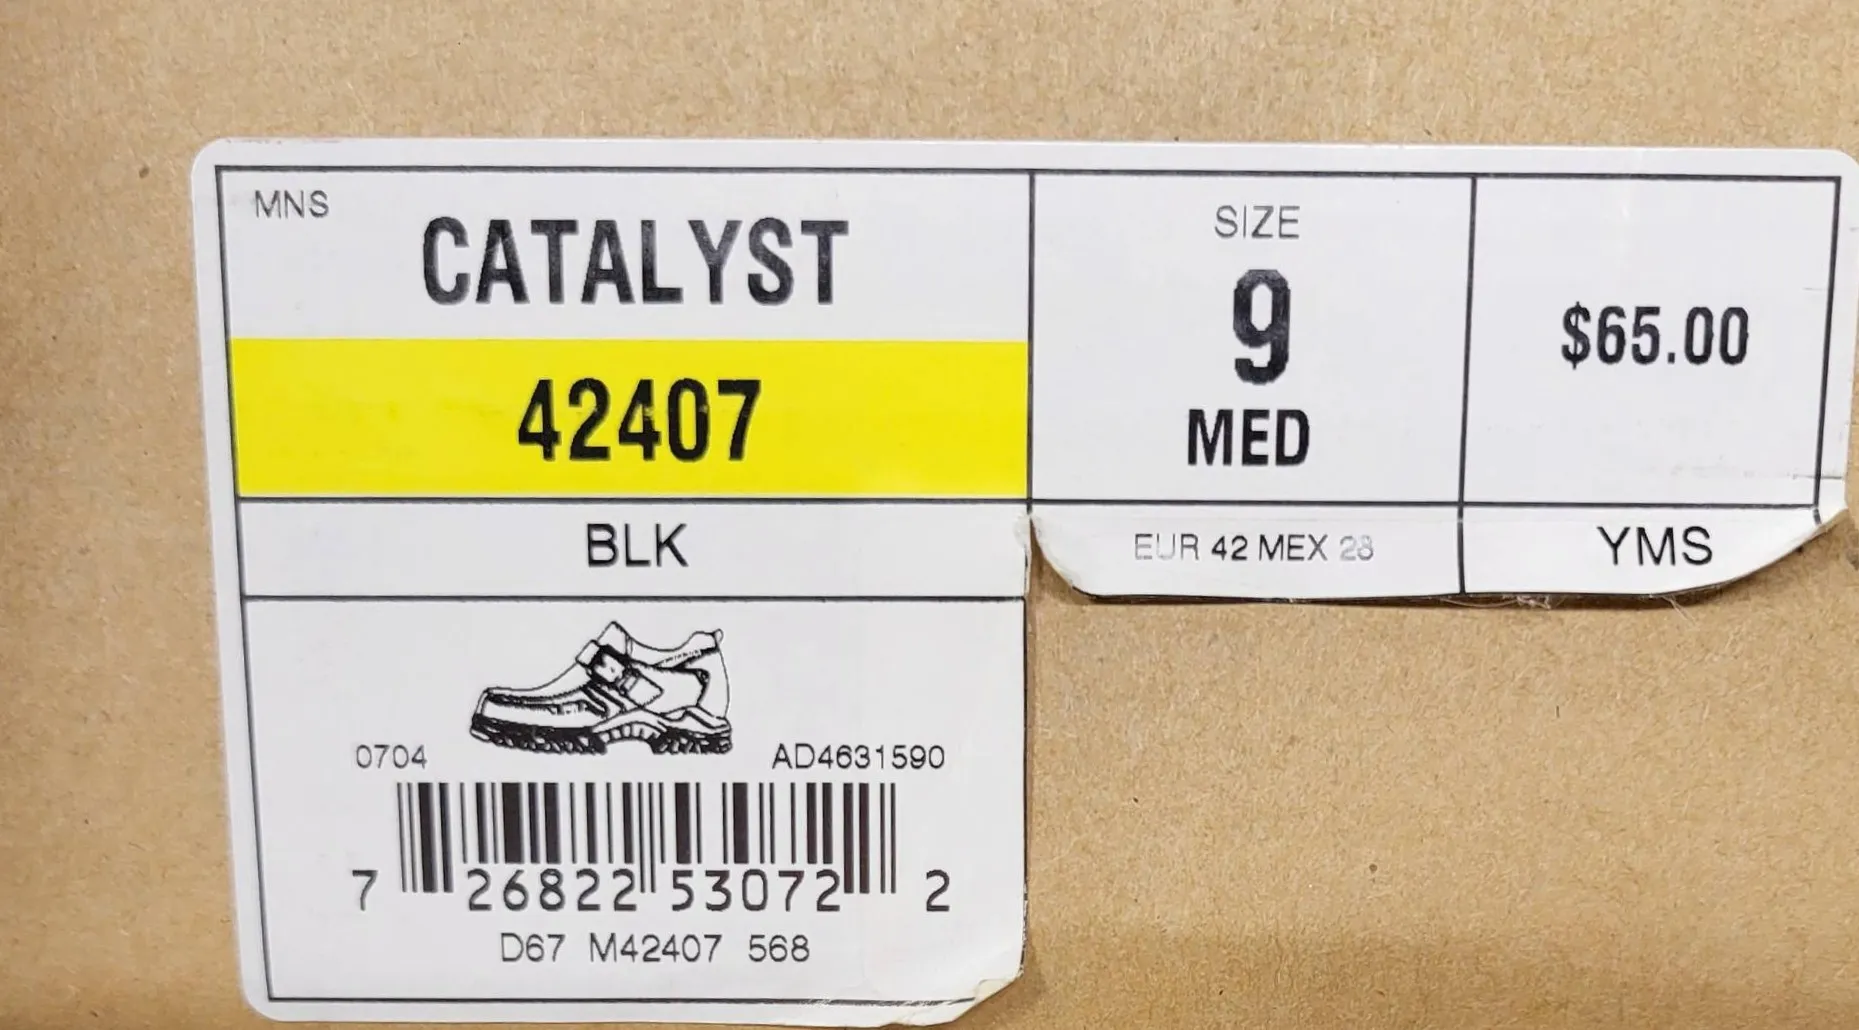 MNS
CATALYST
42407
BLK
SIZE
9
MED
$65.00
EUR 42 MEX 28
YMS
0704
AD4631590
7 26822 53072 2
D67 M42407 568